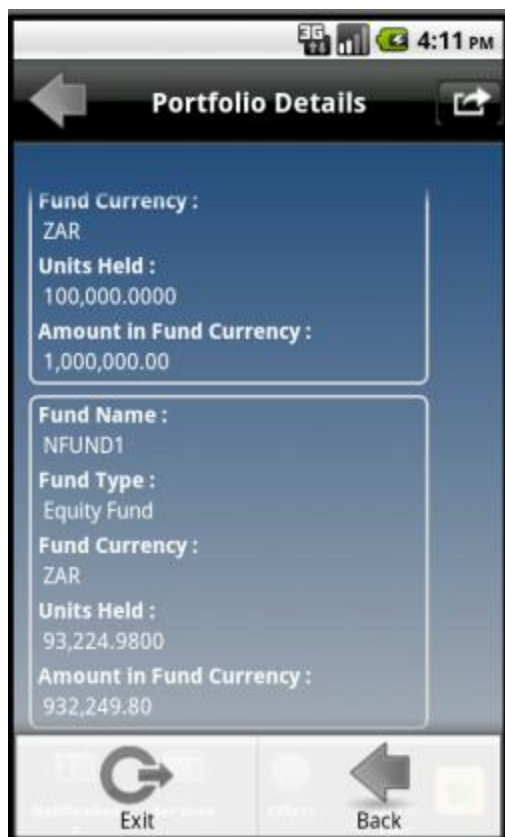 3G 4:11 PM
Portfolio Details
Fund Currency :
ZAR
Units Held :
100,000.0000
Amount in Fund Currency :
1,000,000.00
Fund Name :
NFUND1
Fund Type :
Equity Fund
Fund Currency :
ZAR
Units Held :
93,224.9800
Amount in Fund Currency :
932,249.80
Exit Back